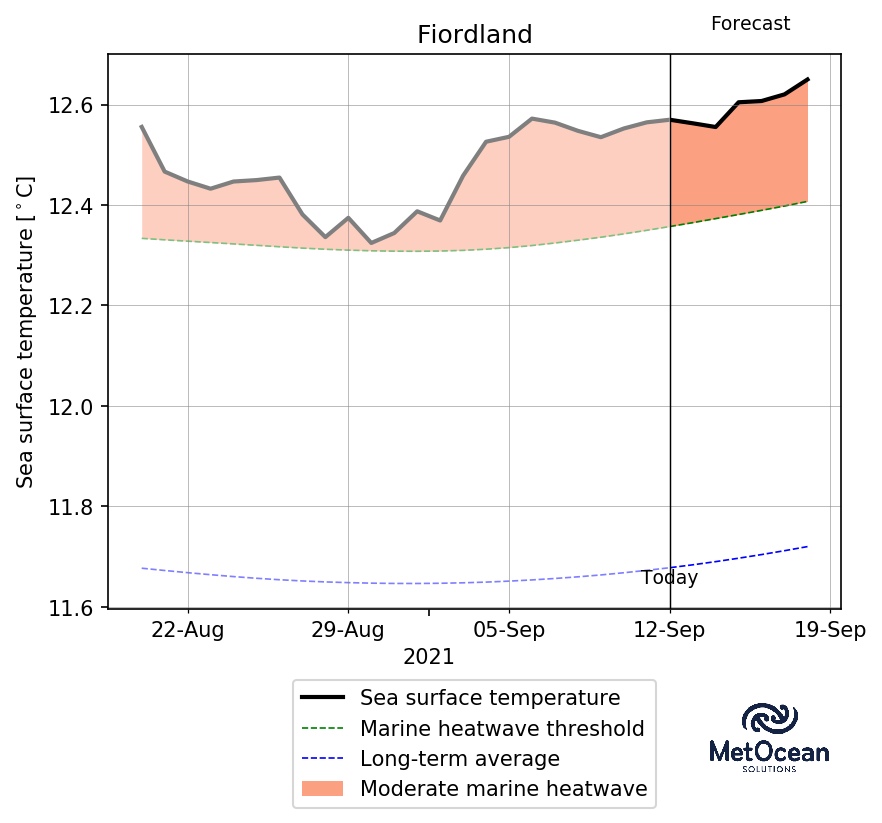 Forecast
Fiordland
Sea surface temperature [°C]
12.6
12.4
12.2
12.0
11.8
11.6
Today
22-Aug 29-Aug 05-Sep 12-Sep 19-Sep
2021
Sea surface temperature
Marine heatwave threshold
Long-term average
Moderate marine heatwave
MetOcean
SOLUTIONS